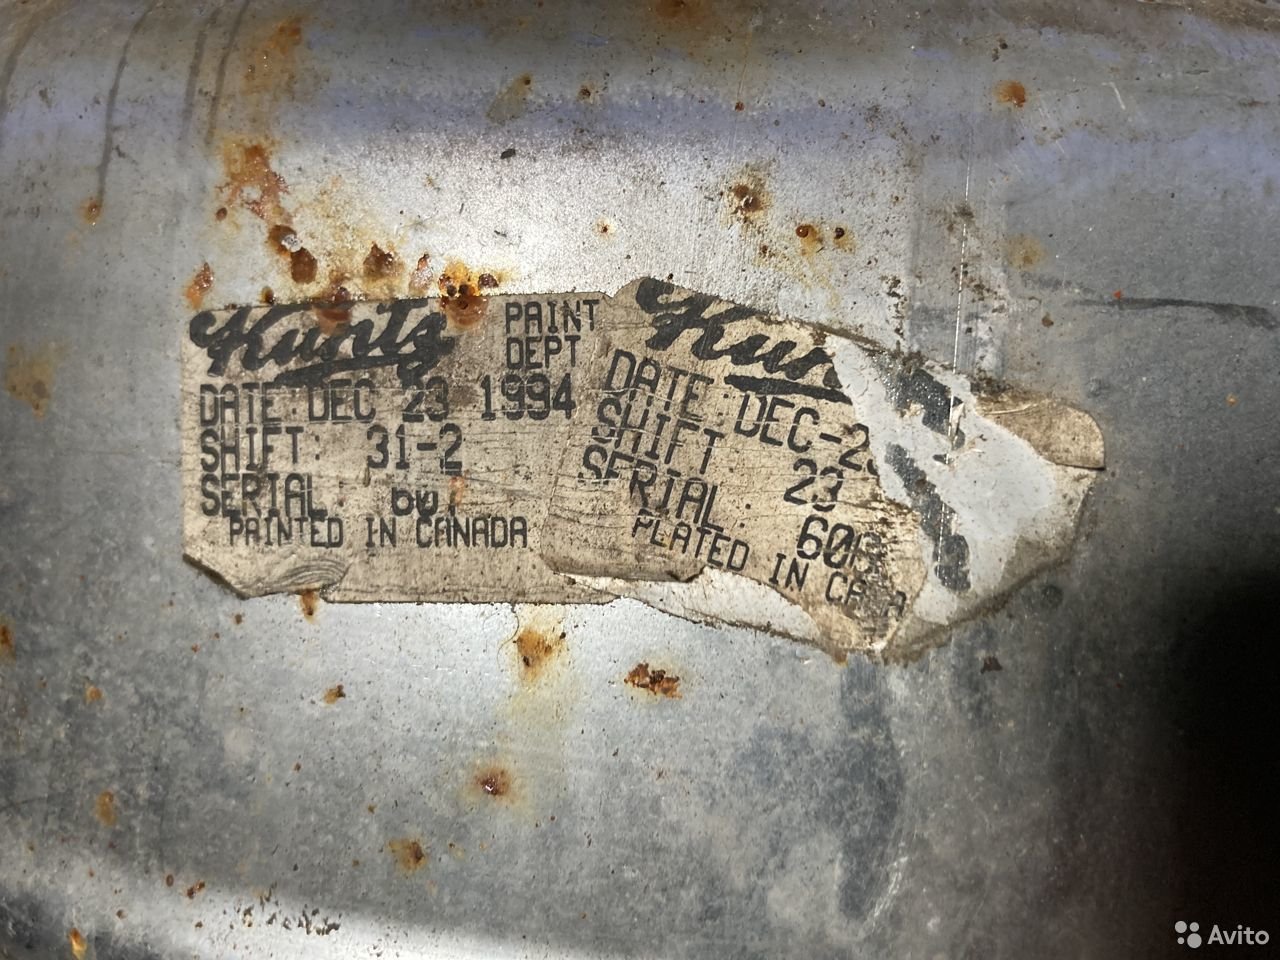 Kuntz PAINT
DEPT
DATE: DEC 23 1994
SHIFT: 31-2
SERIAL:
PAINTED IN CANADA
DATE: DEC-
SHIFT 23
SERIAL:
PLATED IN
Avito